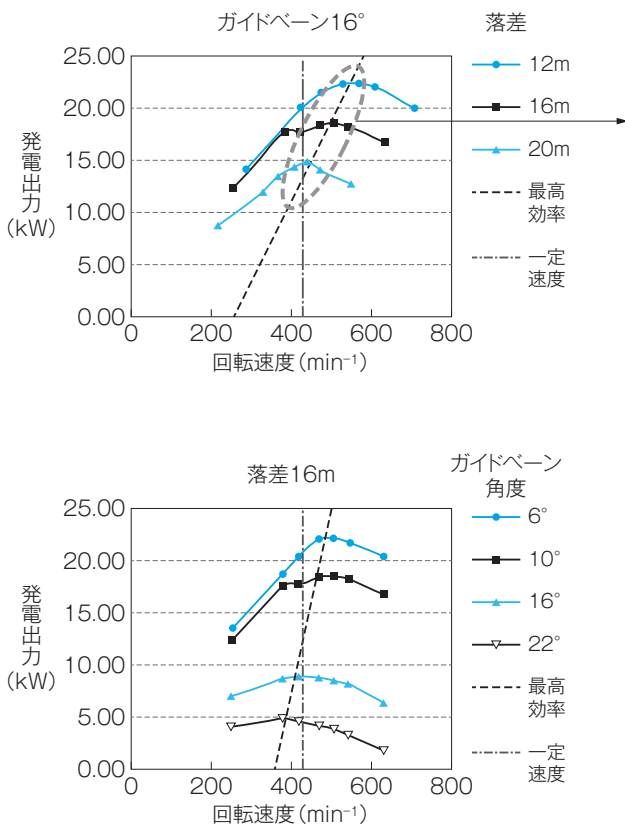 ガイドベーン16°
落差
25.00
20.00
15.00
10.00
5.00
0.00
発電出力
(kW)
0
200
400
600
800
回転速度(min⁻¹)
12m
16m
20m
最高
効率
一定
速度
落差16m
ガイドベーン
角度
25.00
20.00
15.00
10.00
5.00
0.00
発電出力
(kW)
0
200
400
600
800
回転速度(min⁻¹)
6°
10°
16°
22°
最高
効率
一定
速度